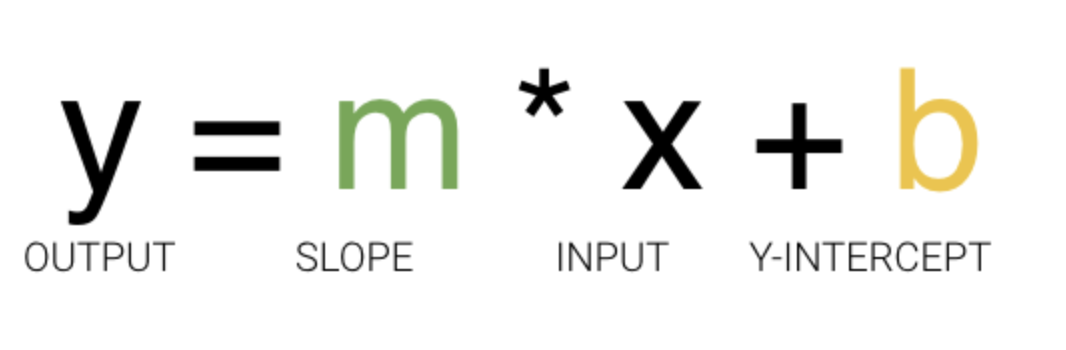 y = m * x + b
OUTPUT SLOPE INPUT Y-INTERCEPT